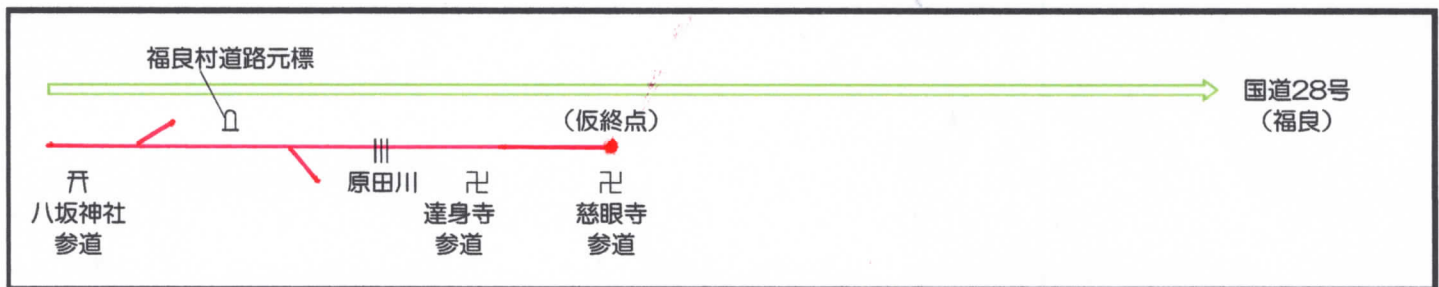 福良村道路元標
国道28号
（福良）
（仮終点）
原田川
八坂神社
参道
達身寺
参道
慈眼寺
参道